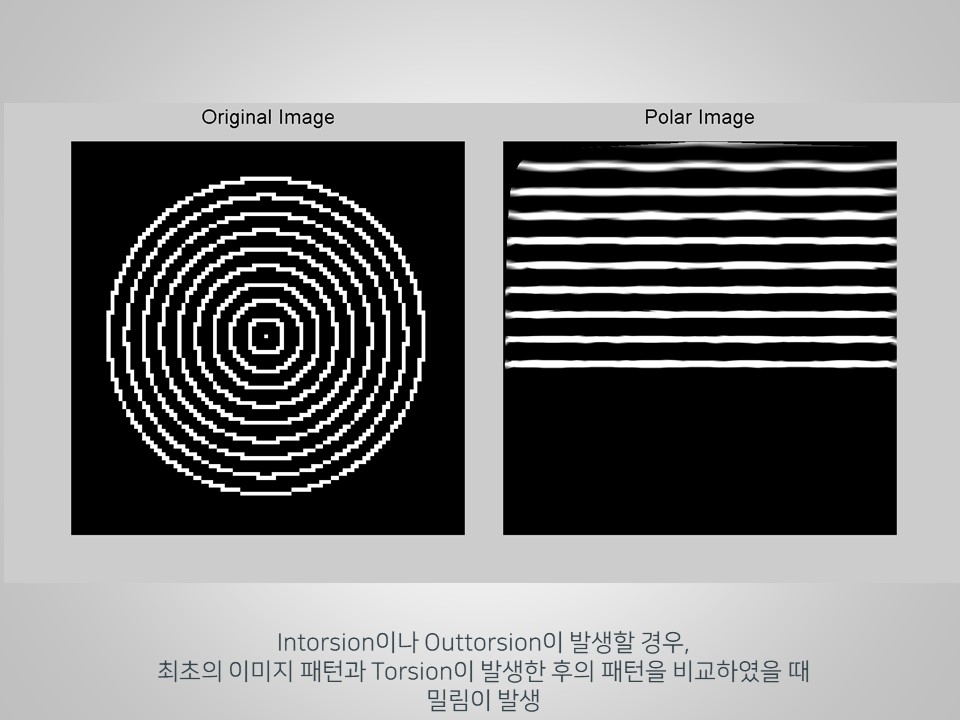 Original Image
Polar Image
Intorsion이나 Outtorsion이 발생할 경우,
최초의 이미지 패턴과 Torsion이 발생한 후의 패턴을 비교하였을 때
밀림이 발생